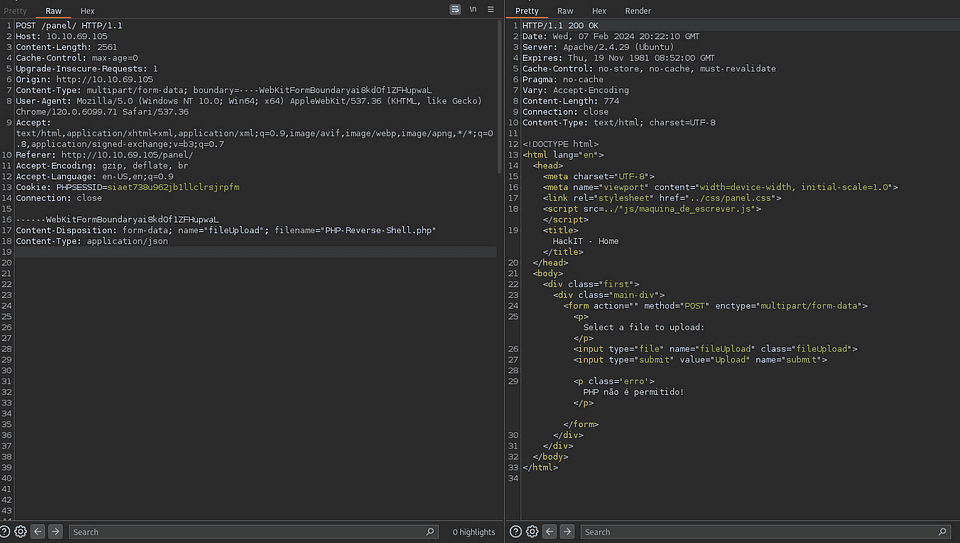 Pretty Raw Hex
\n
1 POST /panel/ HTTP/1.1
2 Host: 10.10.69.105
3 Content-Length: 2561
4 Cache-Control: max-age=0
5 Upgrade-Insecure-Requests: 1
6 Origin: http://10.10.69.105
7 Content-Type: multipart/form-data; boundary=----WebKitFormBoundaryai8kdOf1ZFHupwaL
8 User-Agent: Mozilla/5.0 (Windows NT 10.0; Win64; x64) AppleWebKit/537.36 (KHTML, like Gecko)
Chrome/120.0.6099.71 Safari/537.36
9 Accept:
text/html,application/xhtml+xml,application/xml;q=0.9,image/avif,image/webp,image/apng,*/*;q=0
.8,application/signed-exchange;v=b3;q=0.7
10 Referer: http://10.10.69.105/panel/
11 Accept-Encoding: gzip, deflate, br
12 Accept-Language: en-US,en;q=0.9
13 Cookie: PHPSESSID=siaet738u962jb1llclrsjrpfm
14 Connection: close
15
16 ------WebKitFormBoundaryai8kdOf1ZFHupwaL
17 Content-Disposition: form-data; name="fileUpload"; filename="PHP-Reverse-Shell.php"
18 Content-Type: application/json
19
20
21
22
23
24
25
26
27
28
29
30
31
32
33
34
35
36
37
38
39
40
41
42
43
Search
0 highlights
Pretty Raw Hex Render
1 HTTP/1.1 200 OK
2 Date: Wed, 07 Feb 2024 20:22:10 GMT
3 Server: Apache/2.4.29 (Ubuntu)
4 Expires: Thu, 19 Nov 1981 08:52:00 GMT
5 Cache-Control: no-store, no-cache, must-revalidate
6 Pragma: no-cache
7 Vary: Accept-Encoding
8 Content-Length: 774
9 Connection: close
10 Content-Type: text/html; charset=UTF-8
11
12 <!DOCTYPE html>
13 <html lang="en">
14 <head>
15 <meta charset="UTF-8">
16 <meta name="viewport" content="width=device-width, initial-scale=1.0">
17 <link rel="stylesheet" href="../css/panel.css">
18 <script src=../"js/maquina_de_escrever.js">
</script>
19 <title>
HackIT - Home
</title>
20 </head>
21 <body>
22 <div class="first">
23 <div class="main-div">
24 <form action="" method="POST" enctype="multipart/form-data">
25 <p>
Select a file to upload:
</p>
26 <input type="file" name="fileUpload" class="fileUpload">
27 <input type="submit" value="Upload" name="submit">
28
29 <p class='erro'>
PHP não é permitido!
</p>
</form>
30 </div>
31 </div>
32 </body>
33 </html>
34
Search